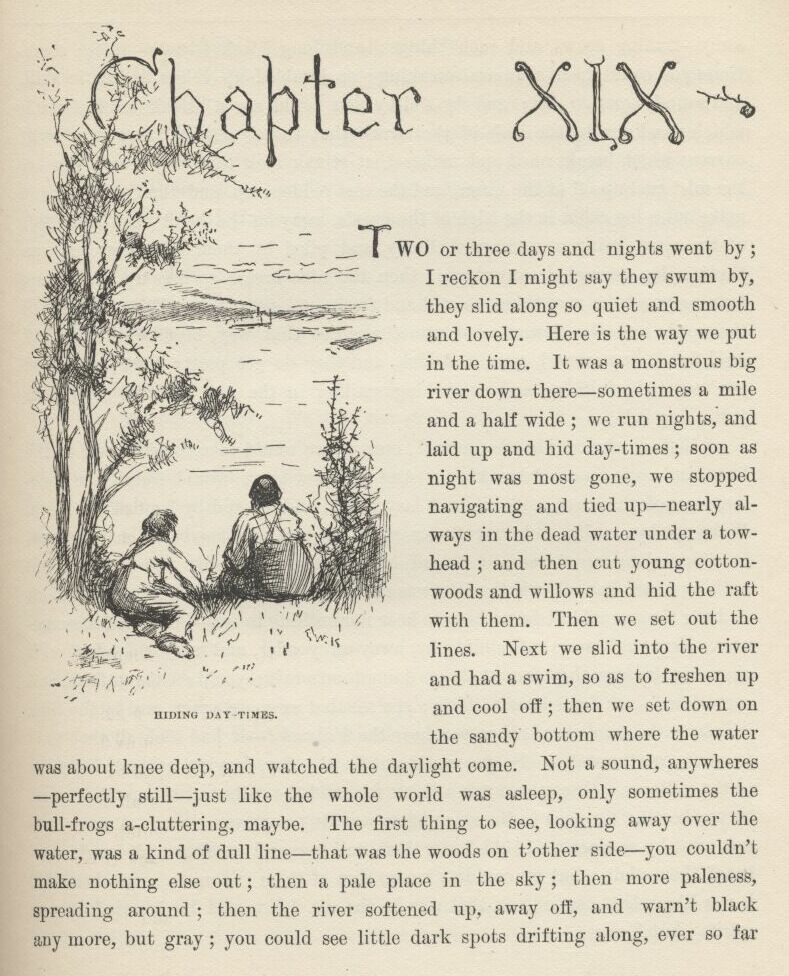 Chapter XIX
TWO or three days and nights went by ;
I reckon I might say they swum by,
they slid along so quiet and smooth
and lovely. Here is the way we put
in the time. It was a monstrous big
river down there—sometimes a mile
and a half wide ; we run nights, and
laid up and hid day-times ; soon as
night was most gone, we stopped
navigating and tied up—nearly al-
ways in the dead water under a tow-
head ; and then cut young cotton-
woods and willows and hid the raft
with them. Then we set out the
lines. Next we slid into the river
and had a swim, so as to freshen up
and cool off ; then we set down on
the sandy bottom where the water
HIDING DAY-TIMES.
was about knee deep, and watched the daylight come. Not a sound, anywheres
—perfectly still—just like the whole world was asleep, only sometimes the
bull-frogs a-cluttering, maybe. The first thing to see, looking away over the
water, was a kind of dull line—that was the woods on t'other side—you couldn't
make nothing else out ; then a pale place in the sky ; then more paleness,
spreading around ; then the river softened up, away off, and warn't black
any more, but gray ; you could see little dark spots drifting along, ever so far